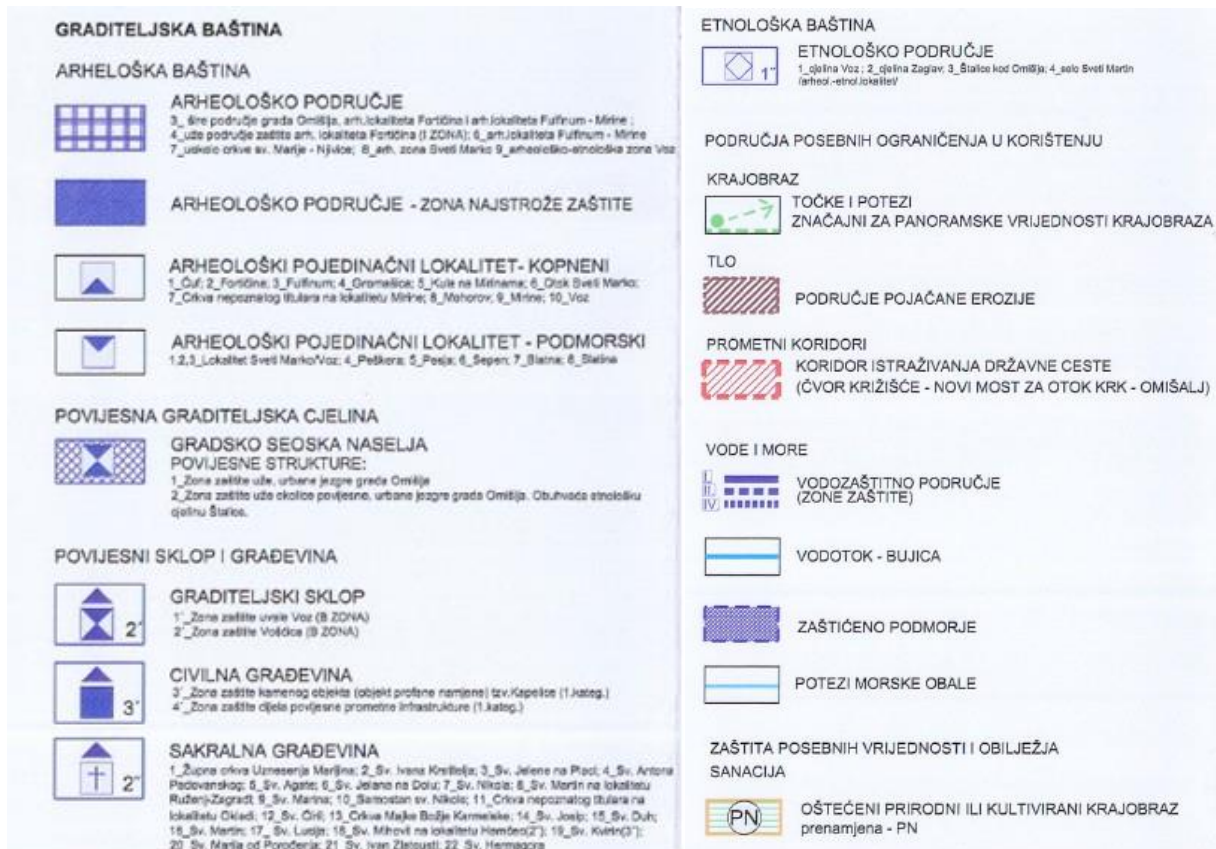 GRADITELJSKA BAŠTINA
ARHELOŠKA BAŠTINA
ARHEOLOŠKO PODRUČJE
3_ šire područje grada Omišlja, arh.lokaliteta Fortičina i arh.lokaliteta Fulfinum - Mirine ;
4_uže područje zaštite arh. lokaliteta Fortičina (I ZONA); 6_arh.lokaliteta Fulfinum - Mirine
7_uokolo crkve sv. Marije - Njivice; 8_arh. zona Sveti Marko 9_arheološko-etnološka zona Voz
ARHEOLOŠKO PODRUČJE - ZONA NAJSTROŽE ZAŠTITE
ARHEOLOŠKI POJEDINAČNI LOKALITET- KOPNENI
1_Čuf; 2_Fortičine; 3_Fulfinum; 4_Gromešica; 5_Kula na Mirinama; 6_Otok Sveti Marko;
7_Crkva nepoznatog titulara na lokalitetu Mirine; 8_Mohorov; 9_Mirine; 10_Voz
ARHEOLOŠKI POJEDINAČNI LOKALITET - PODMORSKI
1,2,3_Lokalitet Sveti Marko/Voz; 4_Peškera; 5_Pesja; 6_Sepen; 7_Blatna; 8_Slatina
POVIJESNA GRADITELJSKA CJELINA
GRADSKO SEOSKA NASELJA
POVIJESNE STRUKTURE:
1_Zona zaštite uže, urbane jezgre grada Omišlja
2_Zona zaštite uže okolice povijesne, urbane jezgre grada Omišlja. Obuhvaća etnološku
cjelinu Štalice.
POVIJESNI SKLOP I GRAĐEVINA
2'
GRADITELJSKI SKLOP
1'_Zona zaštite uvale Voz (B ZONA)
2'_Zona zaštite Voščica (B ZONA)
3'
CIVILNA GRAĐEVINA
3'_Zona zaštite kamenog objekta (objekt profane namjene) tzv.Kapelice (1.kateg.)
4'_Zona zaštite dijela povijesne prometne infrastrukture (1.kateg.)
2"
SAKRALNA GRAĐEVINA
1_Župna crkva Uznesenja Marijina; 2_Sv. Ivana Krstitelja; 3_Sv. Jelene na Placi; 4_Sv. Antona
Padovanskog; 5_Sv. Agate; 6_Sv. Jelena na Dolu; 7_Sv. Nikola; 8_Sv. Martin na lokalitetu
Ruženj-Zagradi; 9_Sv. Marina; 10_Samostan sv. Nikole; 11_Crkva nepoznatog titulara na
lokalitetu Okladi; 12_Sv. Ćiril; 13_Crkva Majke Božje Karmelske; 14_Sv. Josip; 15_Sv. Duh;
16_Sv. Martin; 17_ Sv. Lucija; 18_Sv. Mihovil na lokalitetu Hamčeo(2"); 19_Sv. Kvirin(3");
20_Sv. Marija od Porođenja; 21_Sv. Ivan Zlatousti; 22_Sv. Hermagora
ETNOLOŠKA BAŠTINA
1"
ETNOLOŠKO PODRUČJE
1_cjelina Voz ; 2_cjelina Zaglav; 3_Štalice kod Omišlja; 4_selo Sveti Martin
/arheol.-etnol.lokalitet/
PODRUČJA POSEBNIH OGRANIČENJA U KORIŠTENJU
KRAJOBRAZ
TOČKE I POTEZI
ZNAČAJNI ZA PANORAMSKE VRIJEDNOSTI KRAJOBRAZA
TLO
PODRUČJE POJAČANE EROZIJE
PROMETNI KORIDORI
KORIDOR ISTRAŽIVANJA DRŽAVNE CESTE
(ČVOR KRIŽIŠĆE - NOVI MOST ZA OTOK KRK - OMIŠALJ)
VODE I MORE
I.
II.
IV.
VODOZAŠTITNO PODRUČJE
(ZONE ZAŠTITE)
VODOTOK - BUJICA
ZAŠTIĆENO PODMORJE
POTEZI MORSKE OBALE
ZAŠTITA POSEBNIH VRIJEDNOSTI I OBILJEŽJA
SANACIJA
PN
OŠTEĆENI PRIRODNI ILI KULTIVIRANI KRAJOBRAZ
prenamjena - PN